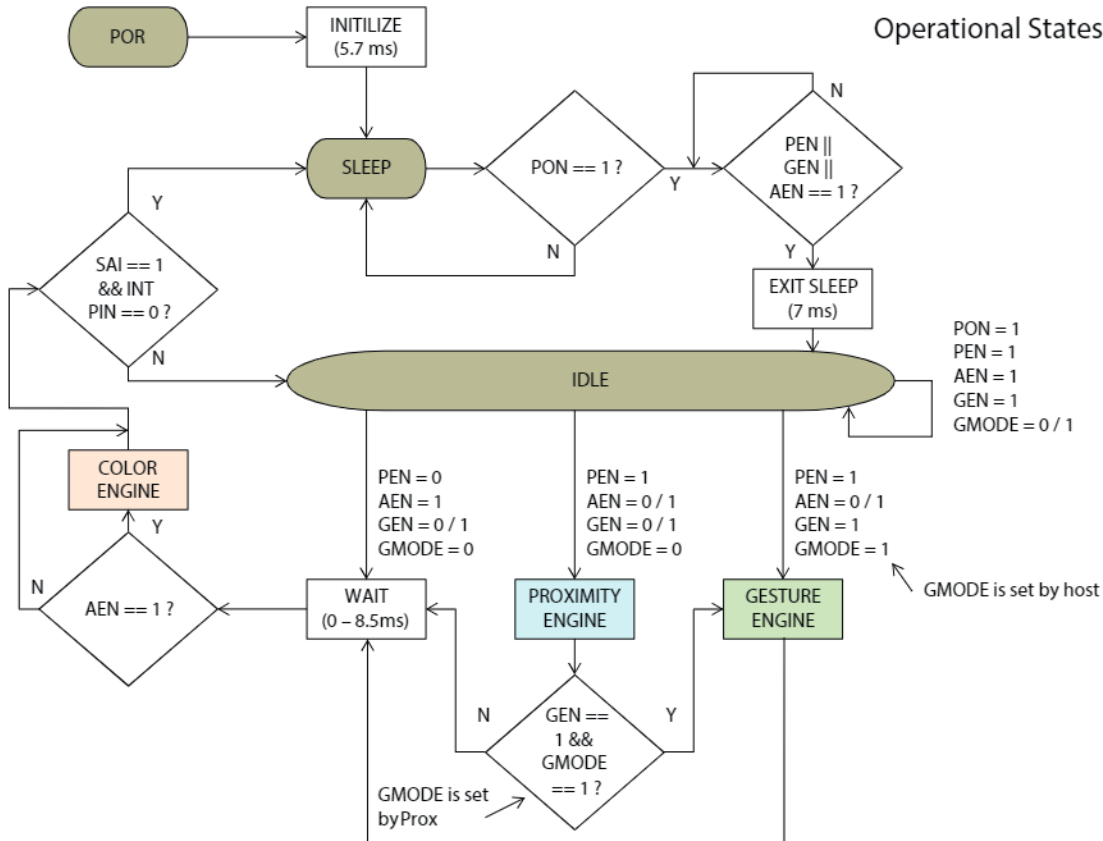 Operational States
POR
INITILIZE
(5.7 ms)
SLEEP
PON == 1 ?
Y
N
PEN ||
GEN ||
AEN == 1 ?
N
Y
EXIT SLEEP
(7 ms)
SAI == 1
&& INT
PIN == 0 ?
Y
N
IDLE
PON = 1
PEN = 1
AEN = 1
GEN = 1
GMODE = 0 / 1
PEN = 0
AEN = 1
GEN = 0 / 1
GMODE = 0
PEN = 1
AEN = 0 / 1
GEN = 0 / 1
GMODE = 0
PEN = 1
AEN = 0 / 1
GEN = 1
GMODE = 1
GMODE is set by host
COLOR
ENGINE
Y
N
AEN == 1 ?
WAIT
(0 – 8.5ms)
PROXIMITY
ENGINE
GESTURE
ENGINE
N
Y
GEN ==
1 &&
GMODE
== 1 ?
GMODE is set
by Prox